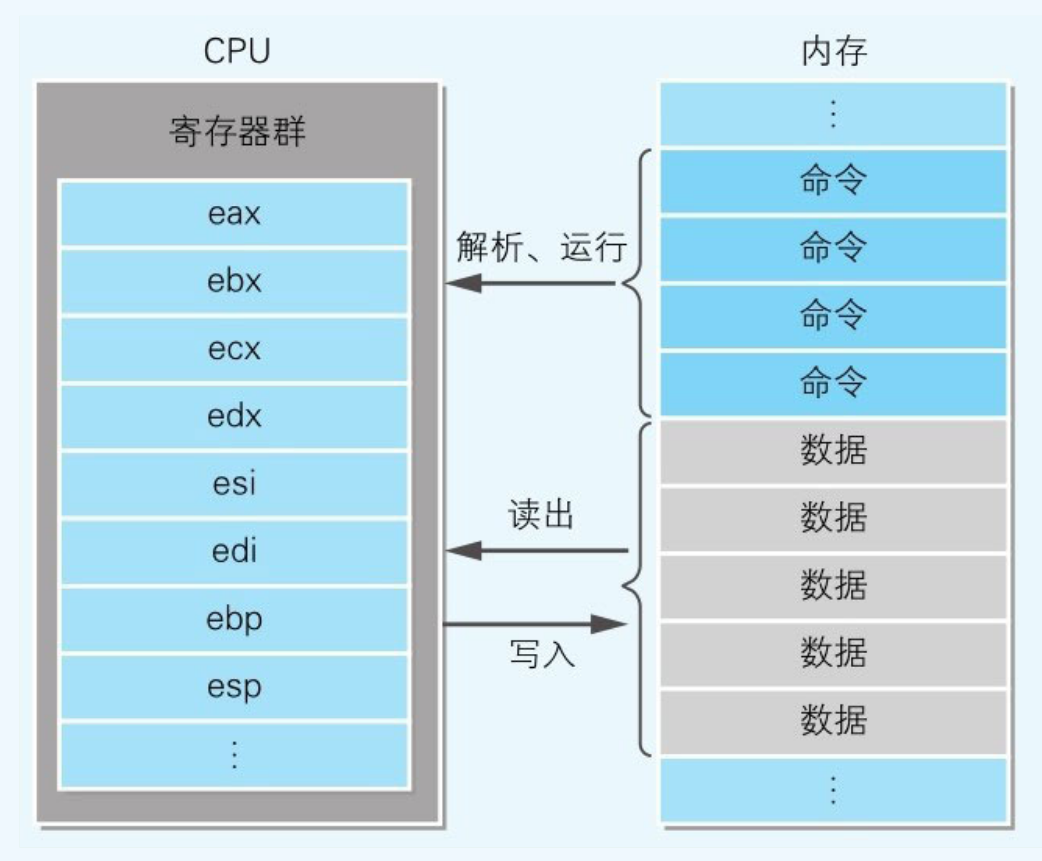 CPU
寄存器群
eax
ebx
ecx
edx
esi
edi
ebp
esp
⋮
解析、运行
读出
写入
内存
⋮
命令
命令
命令
命令
数据
数据
数据
数据
数据
⋮